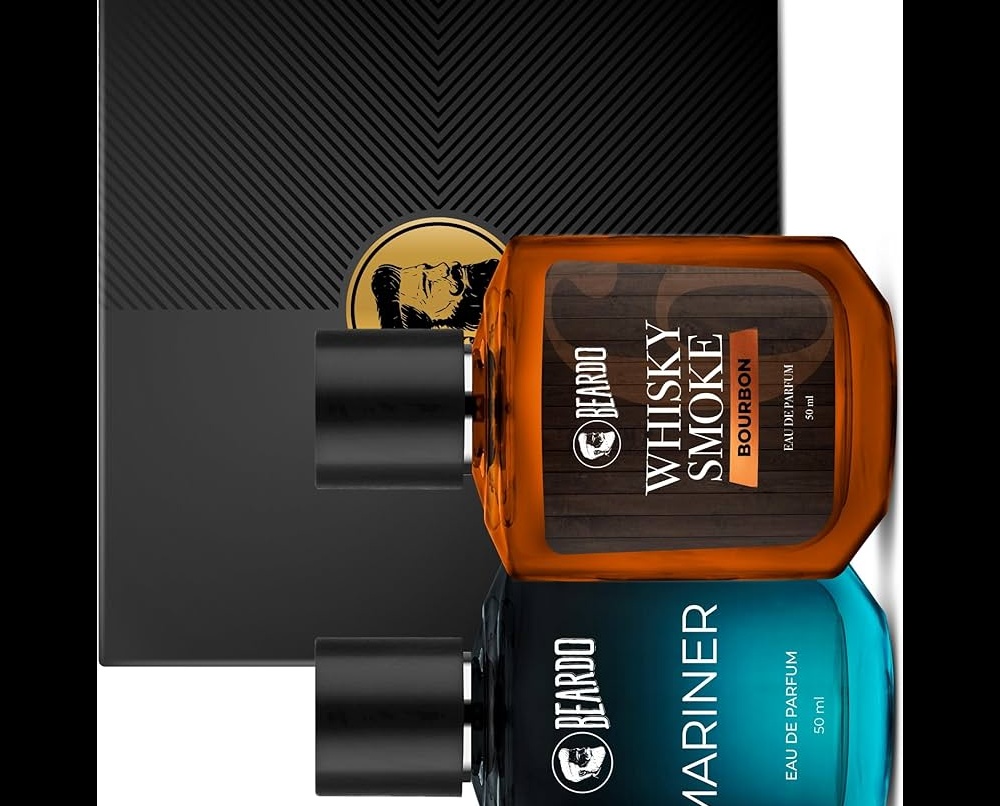 BEARDO
WHISKY
SMOKE
BOURBON
EAU DE PARFUM
50 ml
BEARDO
MARINER
EAU DE PARFUM
50 ml